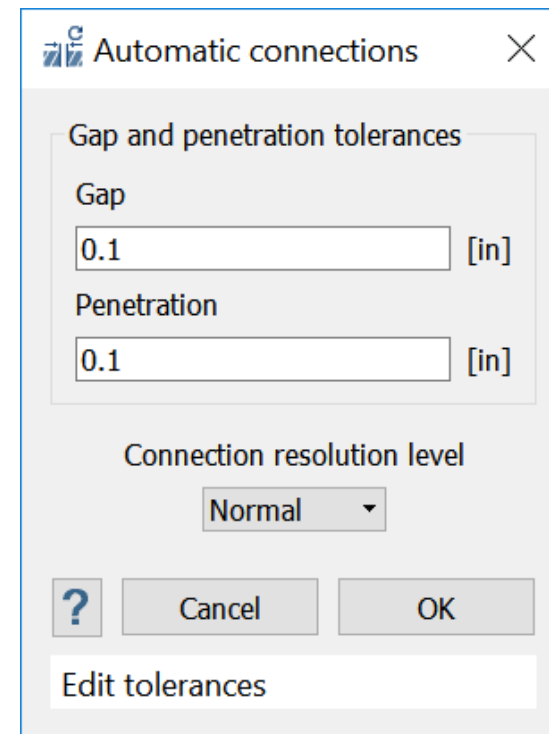 Automatic connections
Gap and penetration tolerances
Gap
0.1 [in]
Penetration
0.1 [in]
Connection resolution level
Normal
? Cancel OK
Edit tolerances